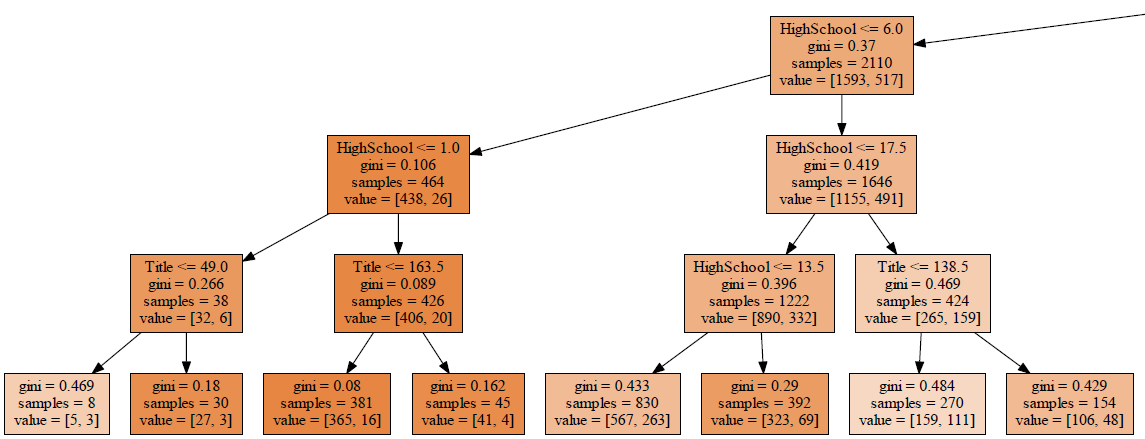 HighSchool <= 6.0
gini = 0.37
samples = 2110
value = [1593, 517]
HighSchool <= 1.0
gini = 0.106
samples = 464
value = [438, 26]
HighSchool <= 17.5
gini = 0.419
samples = 1646
value = [1155, 491]
Title <= 49.0
gini = 0.266
samples = 38
value = [32, 6]
Title <= 163.5
gini = 0.089
samples = 426
value = [406, 20]
HighSchool <= 13.5
gini = 0.396
samples = 1222
value = [890, 332]
Title <= 138.5
gini = 0.469
samples = 424
value = [265, 159]
gini = 0.469
samples = 8
value = [5, 3]
gini = 0.18
samples = 30
value = [27, 3]
gini = 0.08
samples = 381
value = [365, 16]
gini = 0.162
samples = 45
value = [41, 4]
gini = 0.433
samples = 830
value = [567, 263]
gini = 0.29
samples = 392
value = [323, 69]
gini = 0.484
samples = 270
value = [159, 111]
gini = 0.429
samples = 154
value = [106, 48]